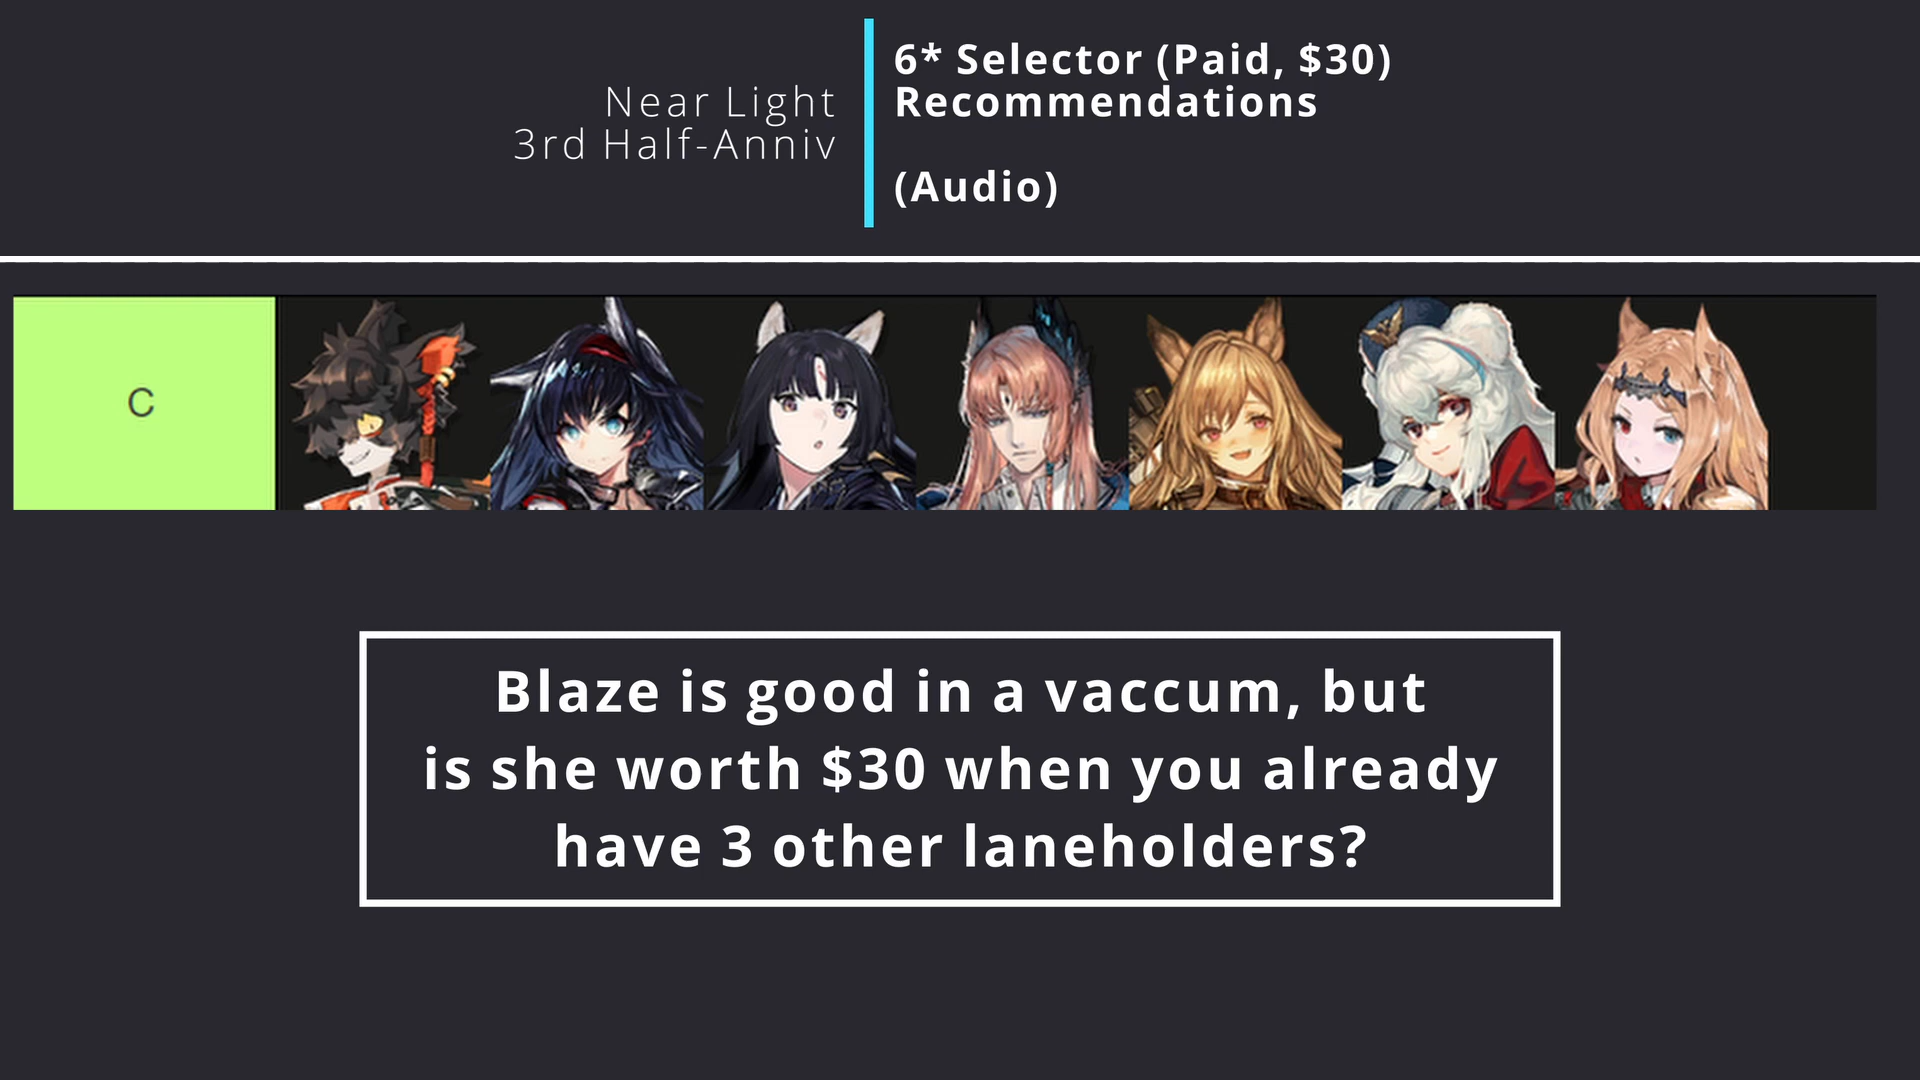 Near Light
3rd Half-Anniv
6* Selector (Paid, $30)
Recommendations
(Audio)
C
Blaze is good in a vaccum, but
is she worth $30 when you already
have 3 other laneholders?